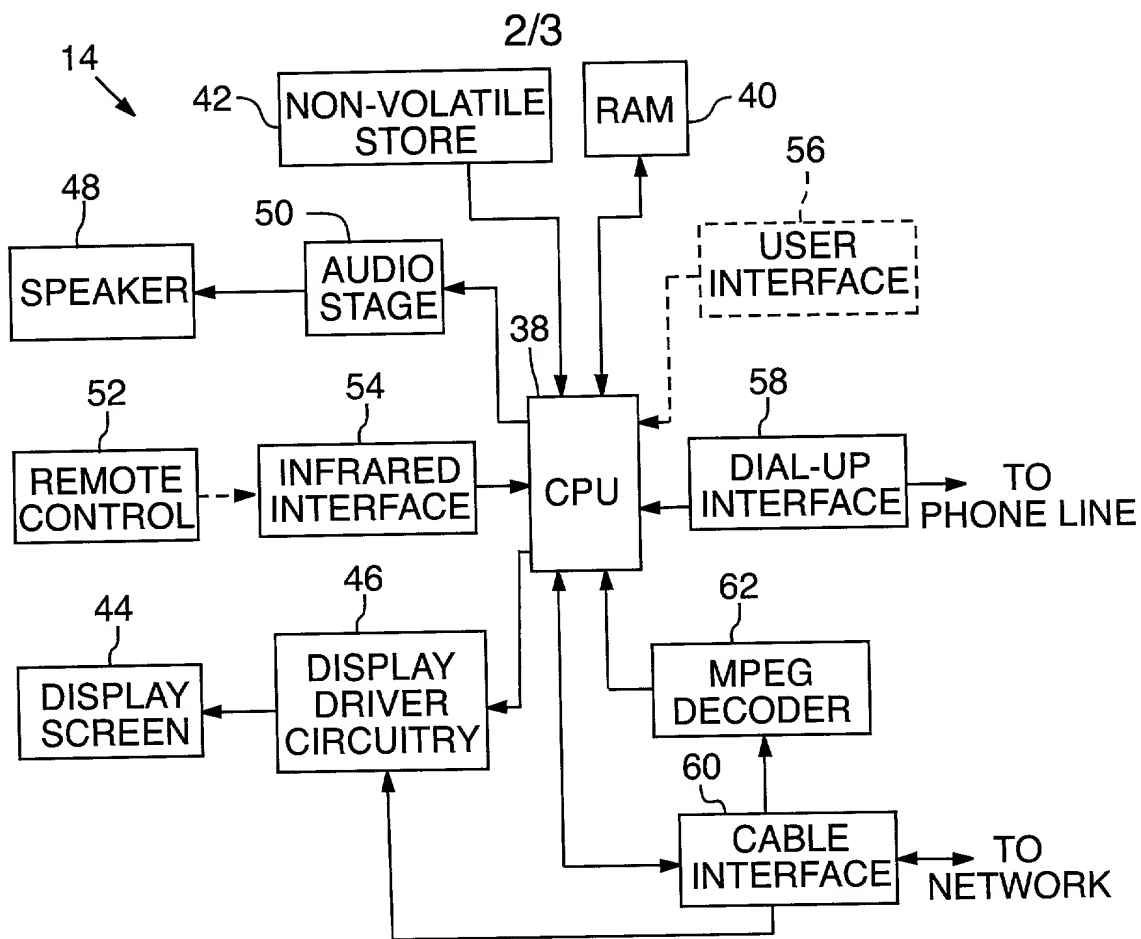 2/3
14
42
NON-VOLATILE
STORE
RAM
40
56
USER
INTERFACE
48
SPEAKER
50
AUDIO
STAGE
38
CPU
52
REMOTE
CONTROL
54
INFRARED
INTERFACE
58
DIAL-UP
INTERFACE
TO
PHONE LINE
44
DISPLAY
SCREEN
46
DISPLAY
DRIVER
CIRCUITRY
62
MPEG
DECODER
60
CABLE
INTERFACE
TO
NETWORK